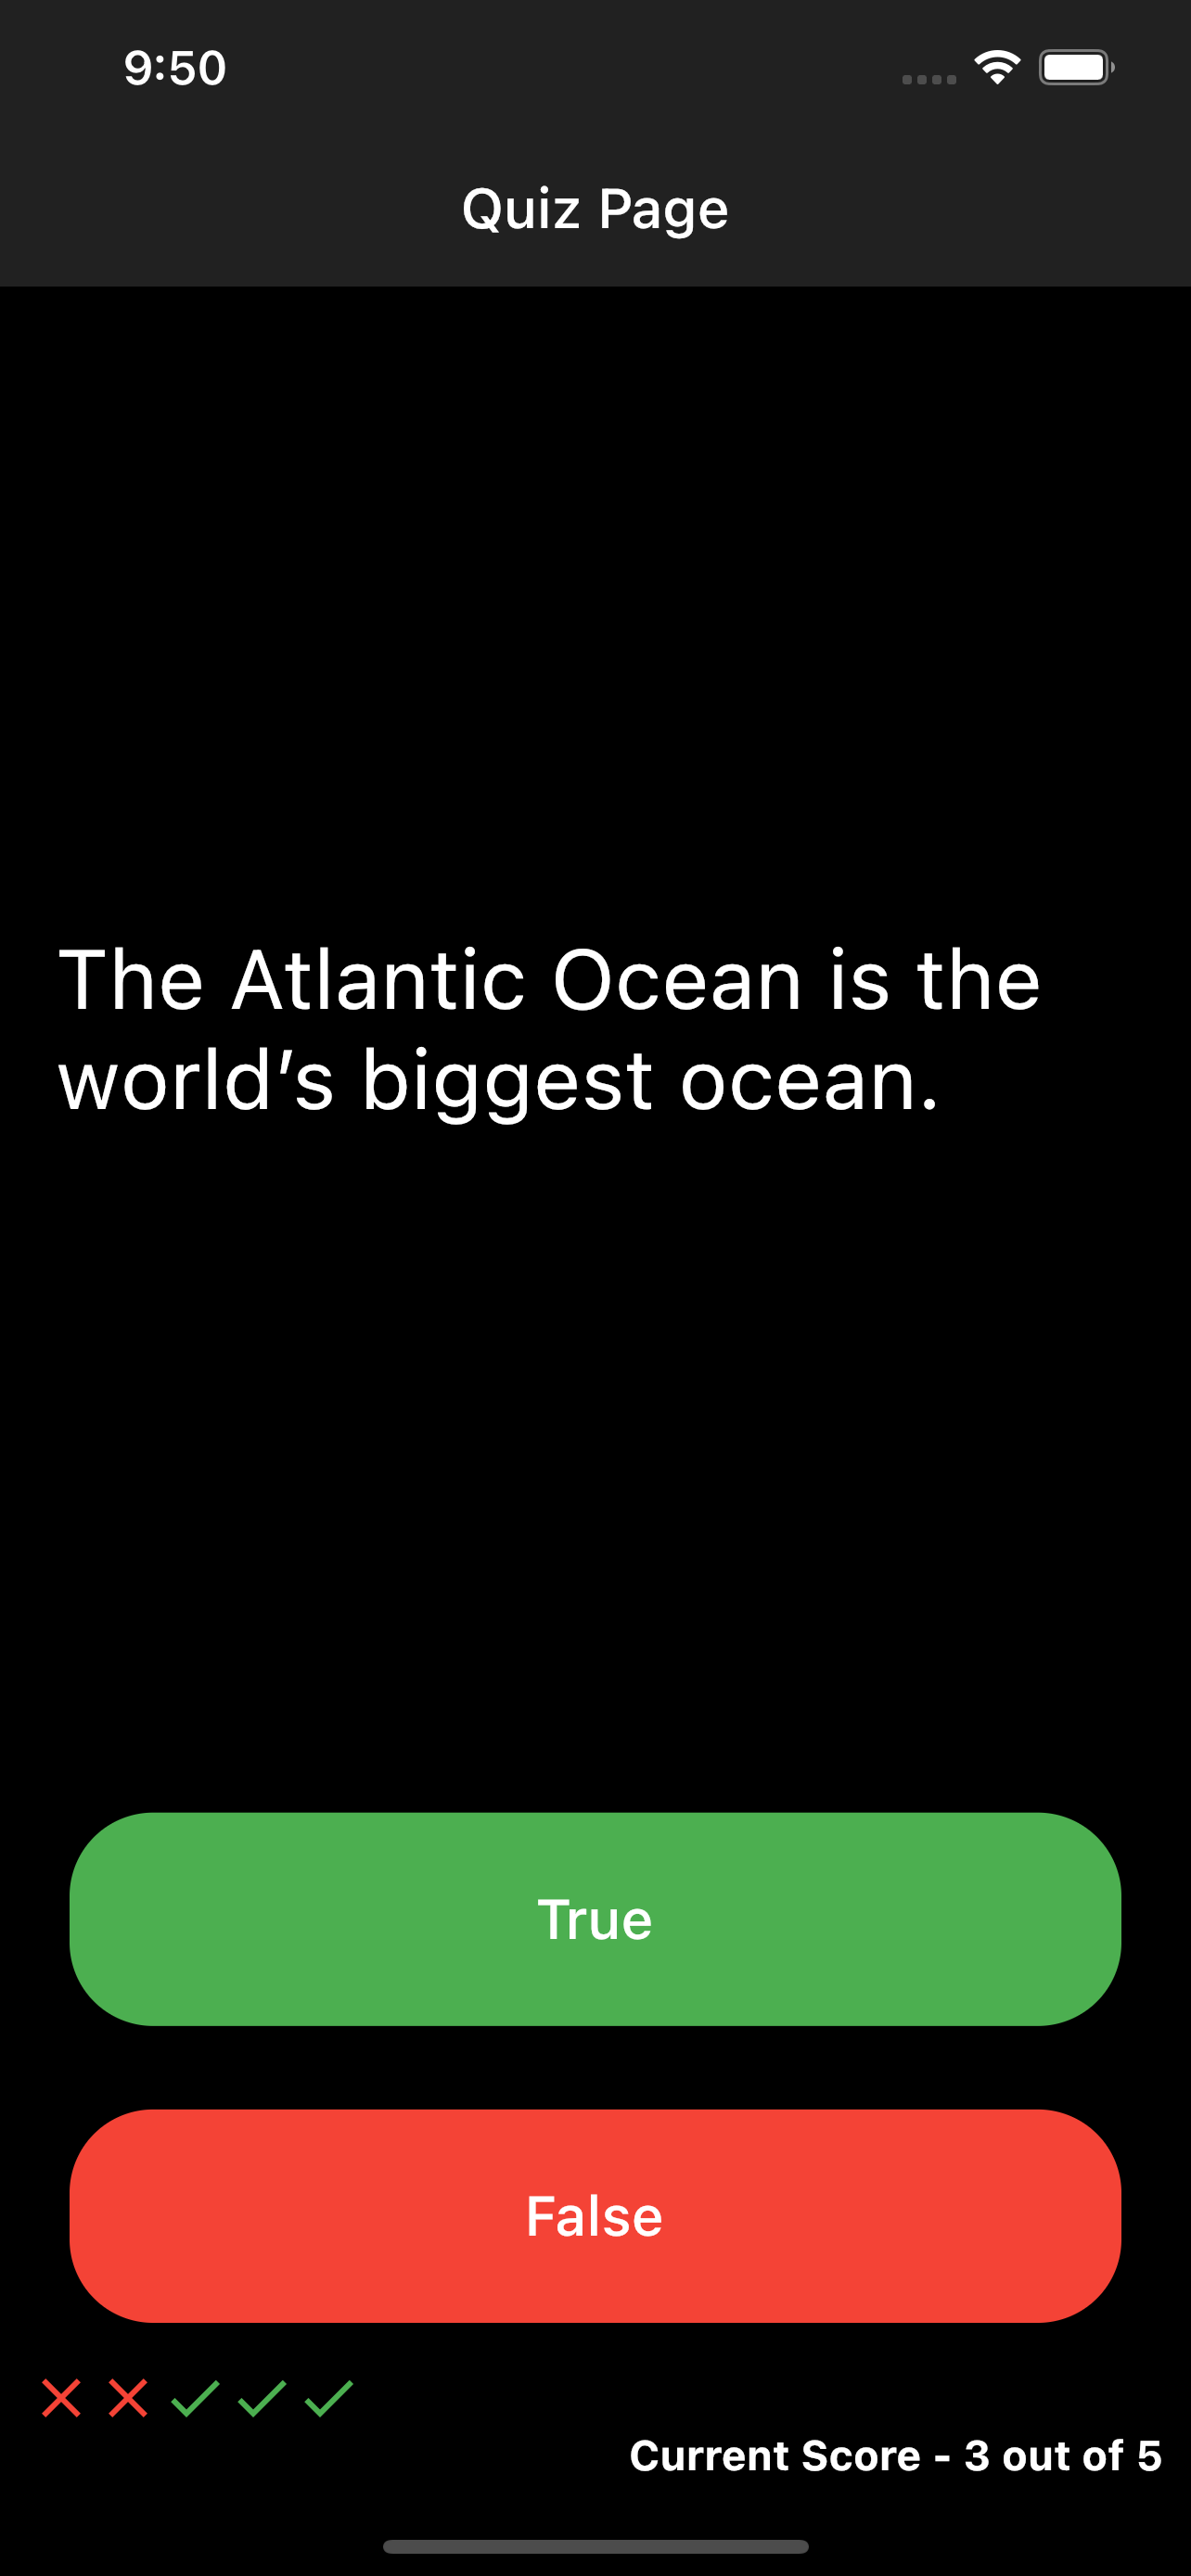 9:50
Quiz Page
The Atlantic Ocean is the
world’s biggest ocean.
True
False
Current Score - 3 out of 5